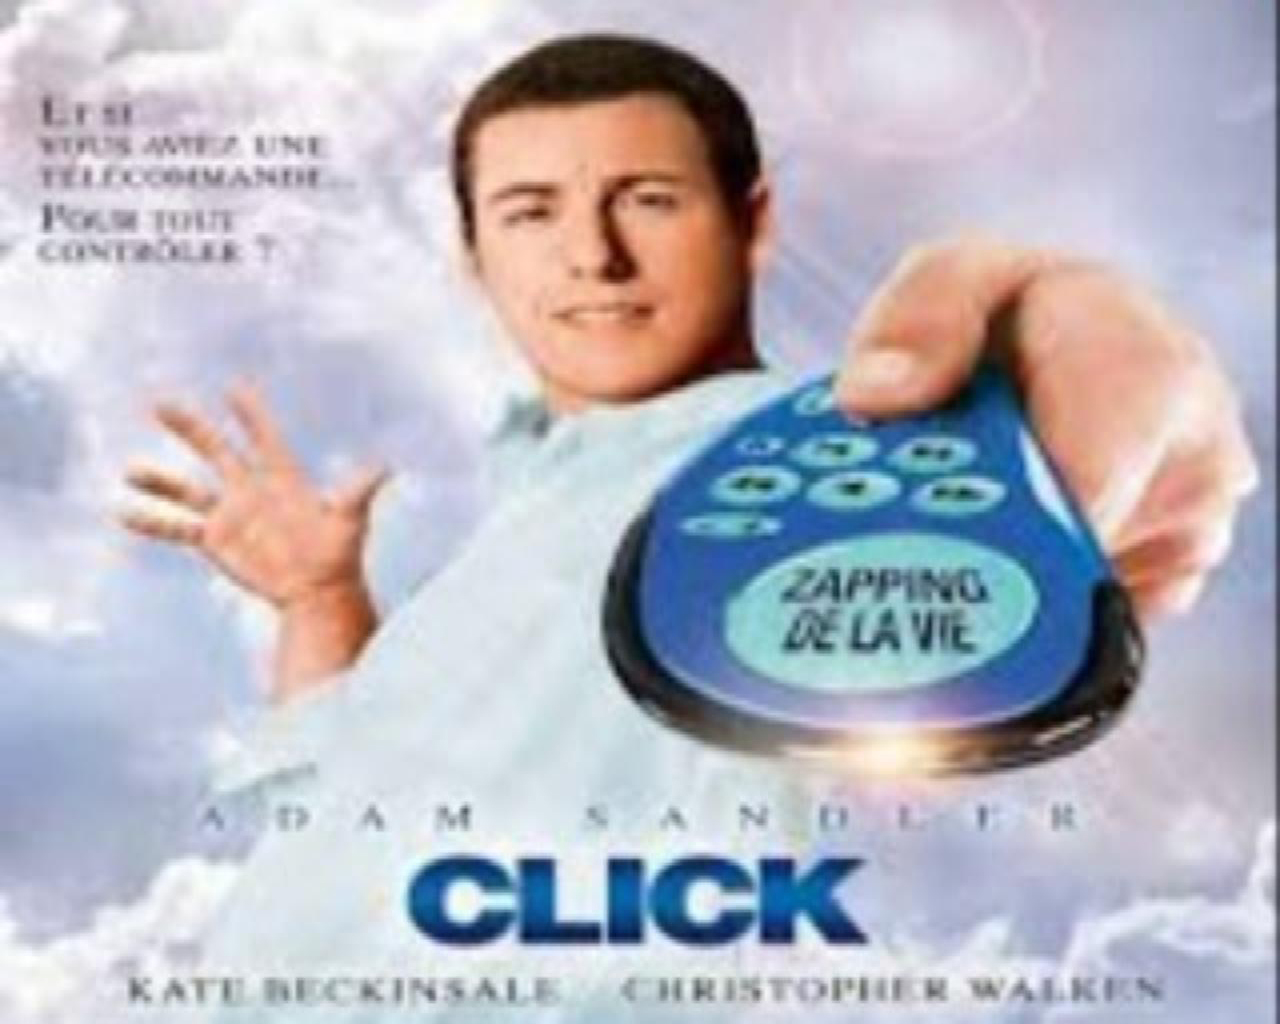 ET SI
VOUS AVIEZ UNE
TÉLÉCOMMANDE...
POUR TOUT
CONTRÔLER ?
ZAPPING
DE LA VIE
ADAM SANDLER
CLICK
KATE BECKINSALE CHRISTOPHER WALKEN